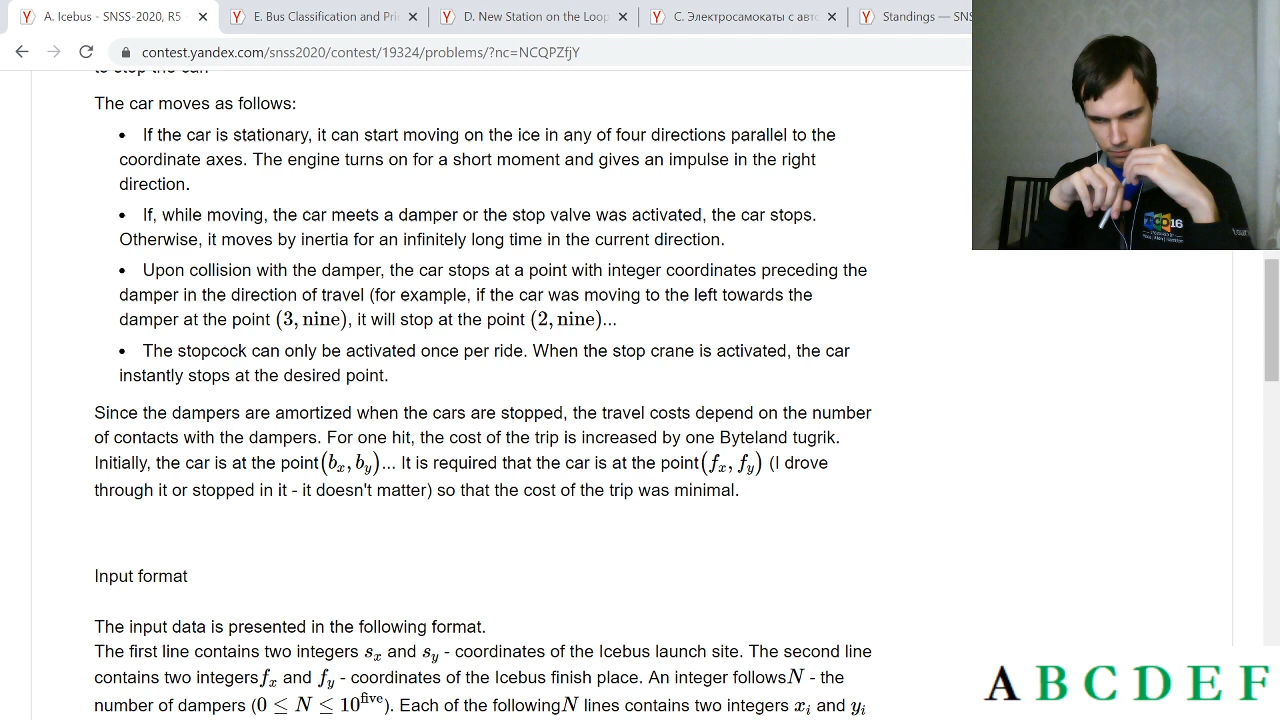 A. Icebus - SNSS-2020, R5
E. Bus Classification and Pri
D. New Station on the Loop
C. Электросамокаты с авт
Standings — SNS
contest.yandex.com/snss2020/contest/19324/problems/?nc=NCQPZfjY
to stop the car.
The car moves as follows:
• If the car is stationary, it can start moving on the ice in any of four directions parallel to the
coordinate axes. The engine turns on for a short moment and gives an impulse in the right
direction.
• If, while moving, the car meets a damper or the stop valve was activated, the car stops.
Otherwise, it moves by inertia for an infinitely long time in the current direction.
• Upon collision with the damper, the car stops at a point with integer coordinates preceding the
damper in the direction of travel (for example, if the car was moving to the left towards the
damper at the point (3, nine), it will stop at the point (2, nine)...
• The stopcock can only be activated once per ride. When the stop crane is activated, the car
instantly stops at the desired point.
Since the dampers are amortized when the cars are stopped, the travel costs depend on the number
of contacts with the dampers. For one hit, the cost of the trip is increased by one Byteland tugrik.
Initially, the car is at the point(bx, by)... It is required that the car is at the point(fx, fy) (I drove
through it or stopped in it - it doesn't matter) so that the cost of the trip was minimal.
Input format
The input data is presented in the following format.
The first line contains two integers sx and sy - coordinates of the Icebus launch site. The second line
contains two integersfx and fy - coordinates of the Icebus finish place. An integer followsN - the
number of dampers (0 ≤ N ≤ 10^five). Each of the followingN lines contains two integers xi and yi
TCO16
A B C D E F